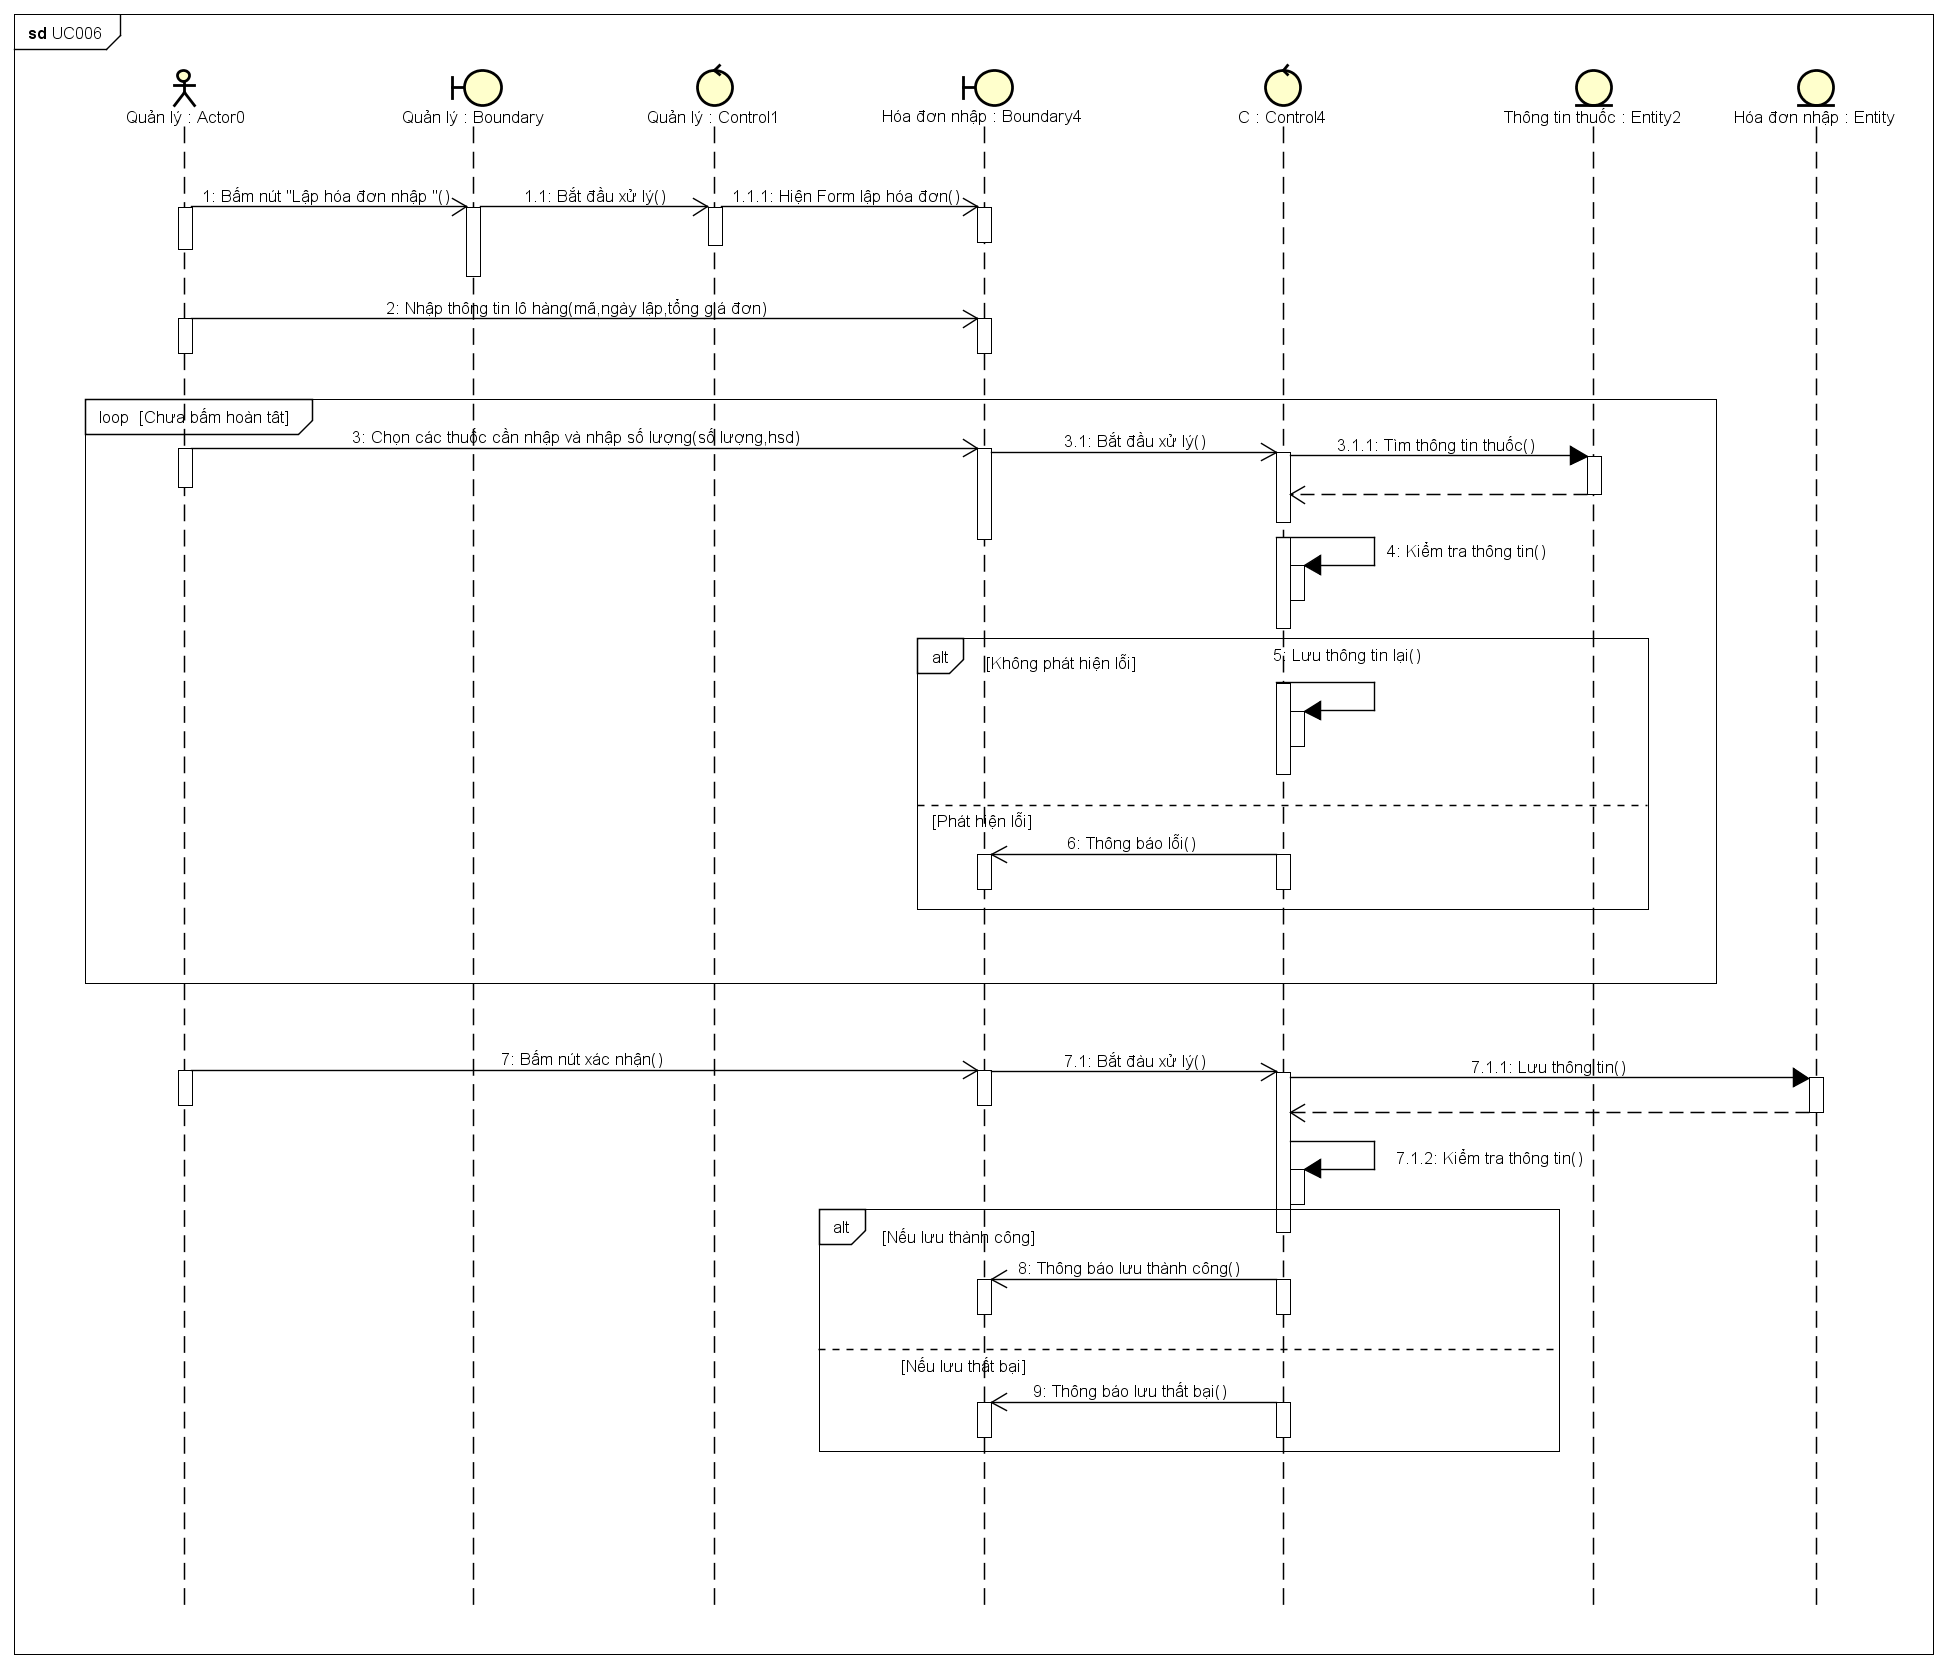 sd UC006
Quản lý : Actor0
Quản lý : Boundary
Quản lý : Control1
Hóa đơn nhập : Boundary4
C : Control4
Thông tin thuốc : Entity2
Hóa đơn nhập : Entity
1: Bấm nút "Lập hóa đơn nhập "()
1.1: Bắt đầu xử lý()
1.1.1: Hiện Form lập hóa đơn()
2: Nhập thông tin lô hàng(mã,ngày lập,tổng giá đơn)
loop [Chưa bấm hoàn tât]
3: Chọn các thuốc cần nhập và nhập số lượng(số lượng,hsd)
3.1: Bắt đầu xử lý()
3.1.1: Tìm thông tin thuốc()
4: Kiểm tra thông tin()
alt
[Không phát hiện lỗi]
5: Lưu thông tin lại()
[Phát hiện lỗi]
6: Thông báo lỗi()
7: Bấm nút xác nhận()
7.1: Bắt đàu xử lý()
7.1.1: Lưu thông tin()
7.1.2: Kiểm tra thông tin()
alt
[Nếu lưu thành công]
8: Thông báo lưu thành công()
[Nếu lưu thất bại]
9: Thông báo lưu thất bại()